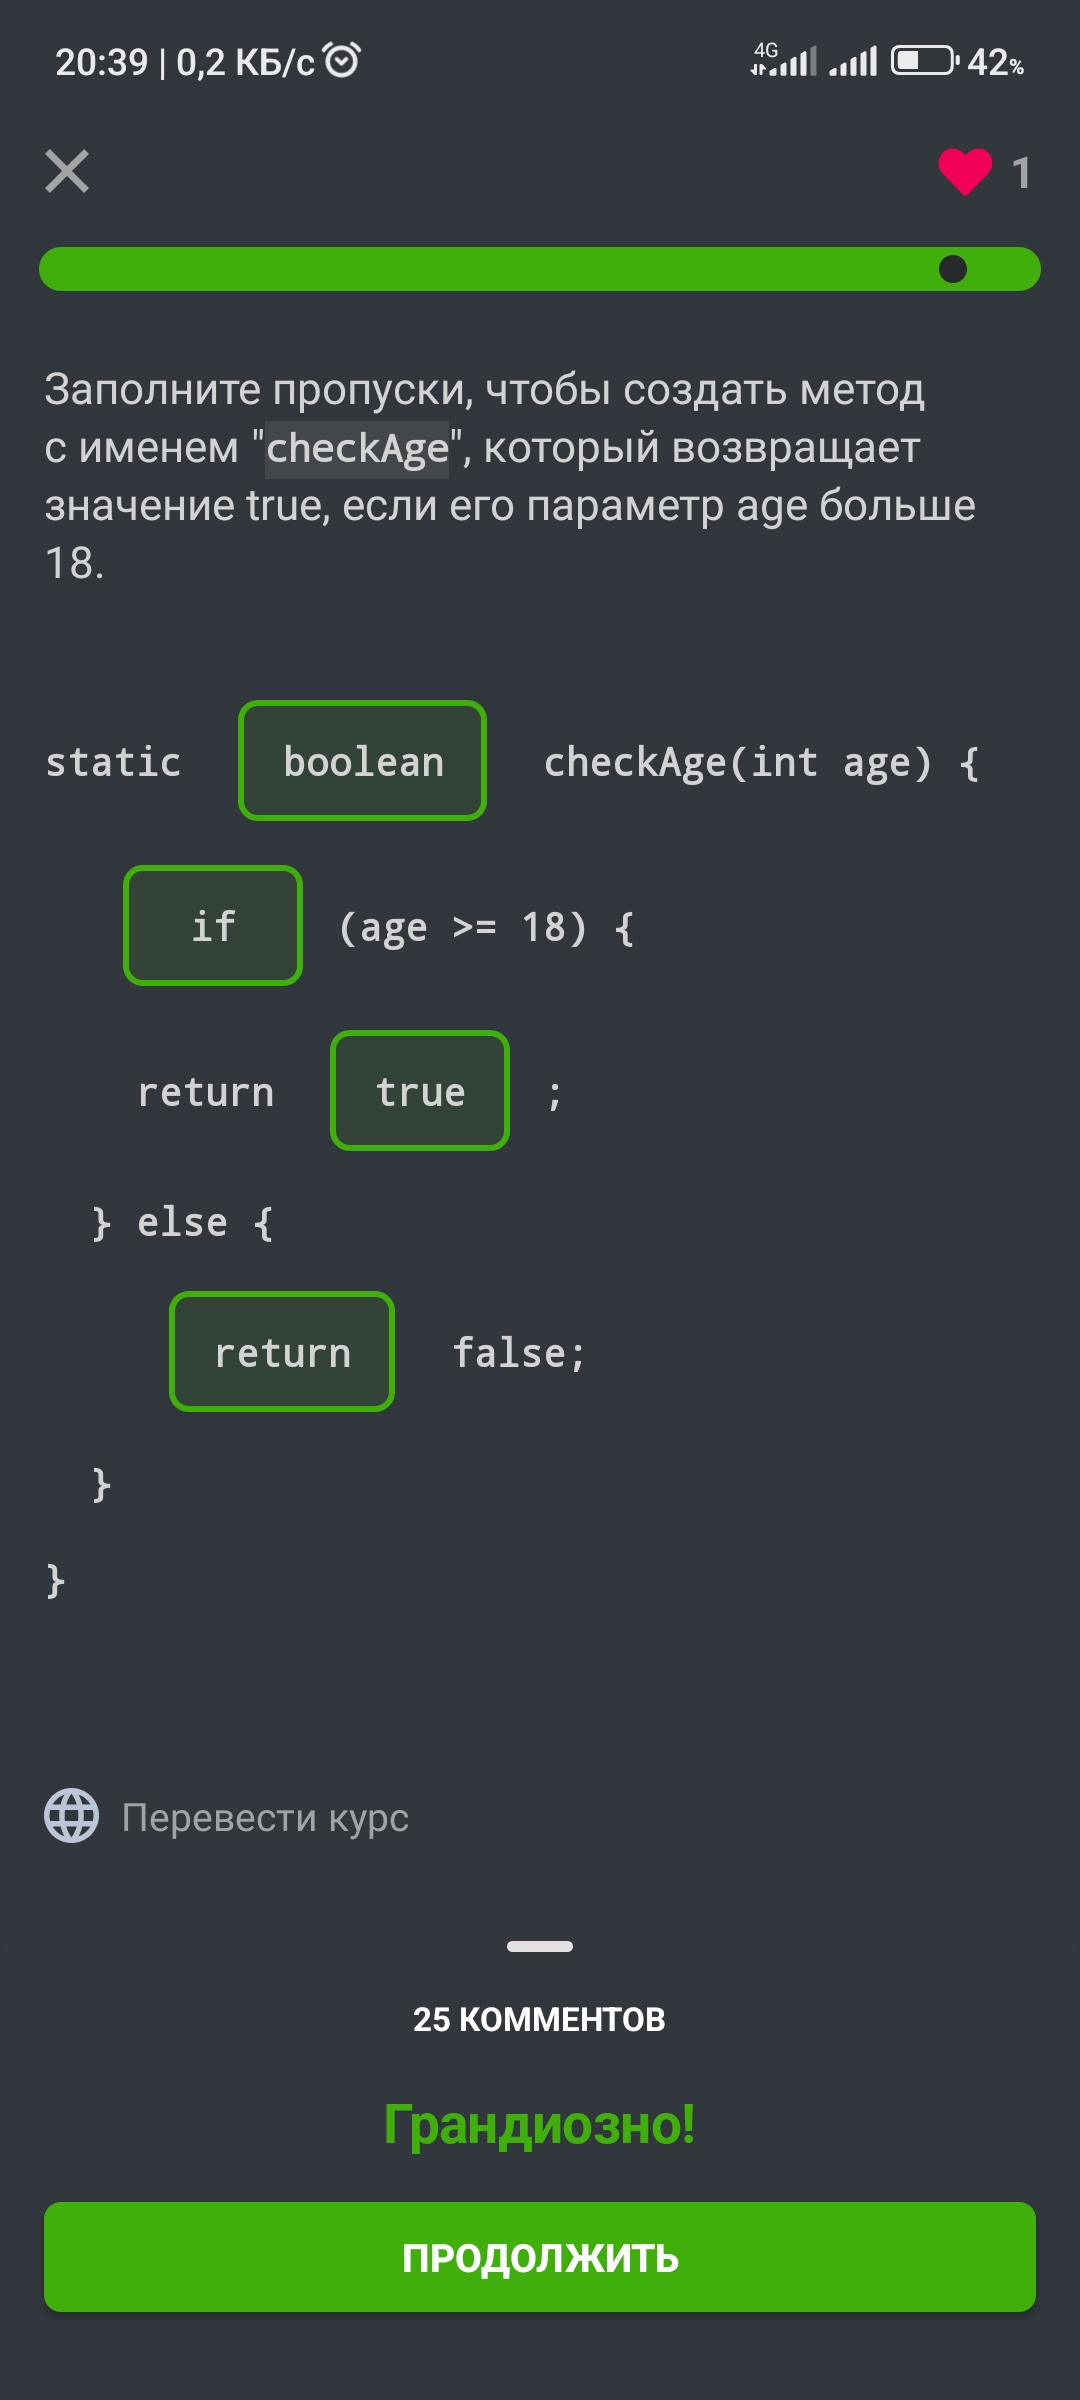 20:39 | 0,2 КБ/с 4G 42%
1
Заполните пропуски, чтобы создать метод
с именем "checkAge", который возвращает
значение true, если его параметр age больше
18.
static boolean checkAge(int age) {
if (age >= 18) {
return true ;
} else {
return false;
}
}
Перевести курс
25 КОММЕНТОВ
Грандиозно!
ПРОДОЛЖИТЬ